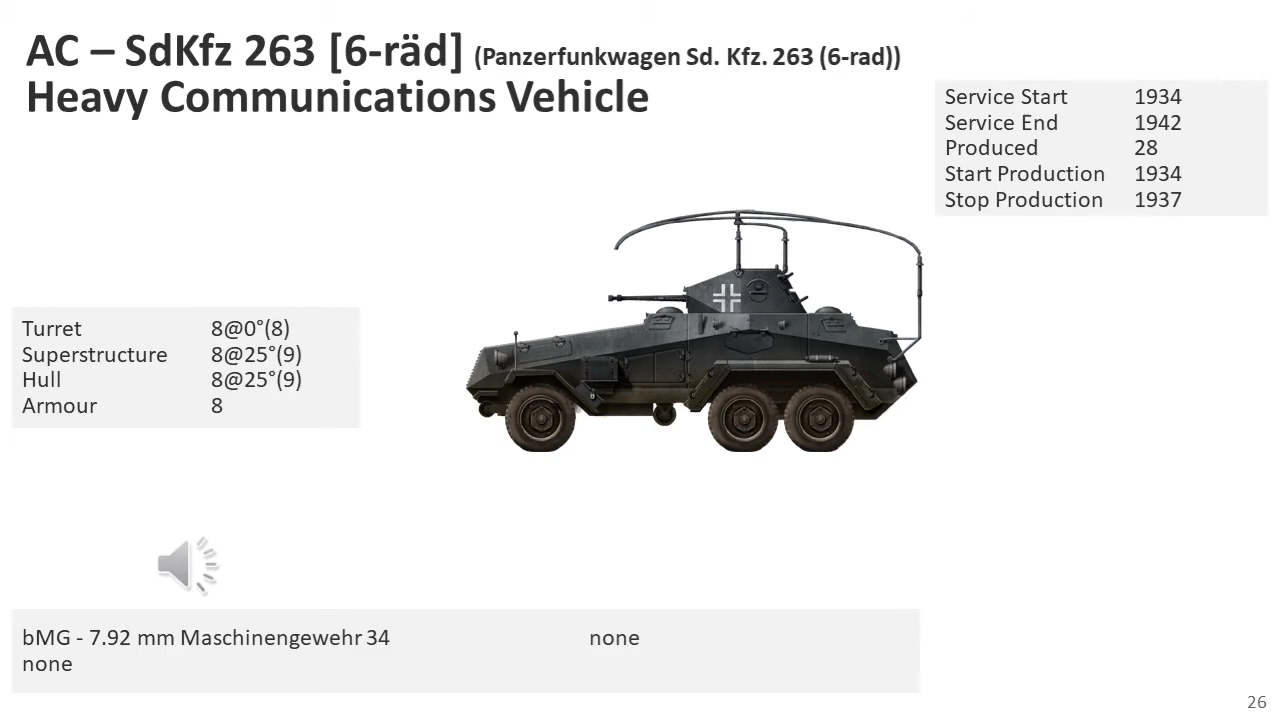 AC – SdKfz 263 [6-räd] (Panzerfunkwagen Sd. Kfz. 263 (6-rad))
Heavy Communications Vehicle
Service Start 1934
Service End 1942
Produced 28
Start Production 1934
Stop Production 1937
Turret 8@0°(8)
Superstructure 8@25°(9)
Hull 8@25°(9)
Armour 8
bMG - 7.92 mm Maschinengewehr 34 none
none
26